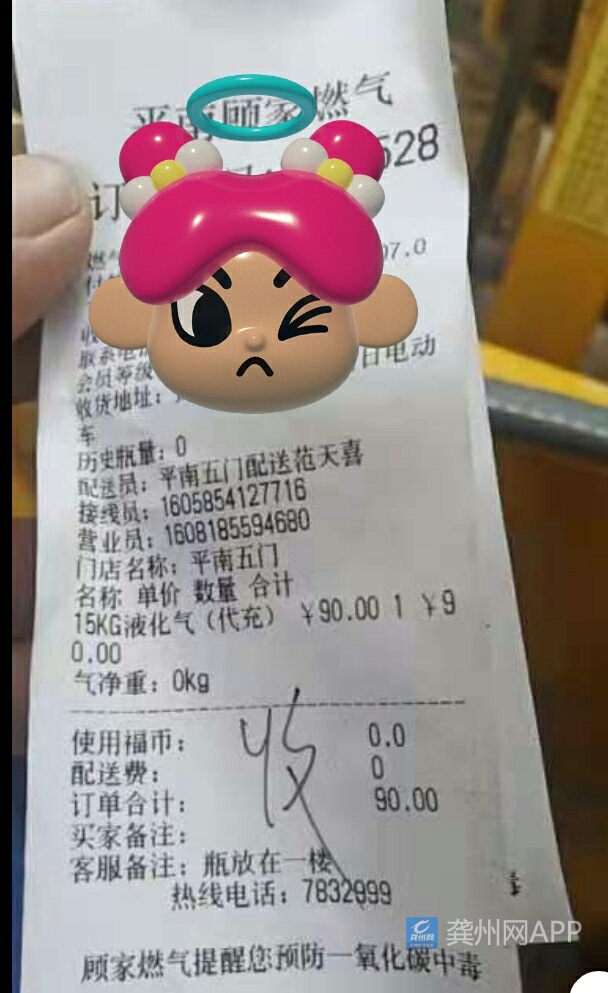 平南顾家燃气
528
订
燃气
07.0
付
收
联系电
会员等级
收货地址：
日电动
车
历史瓶量：0
配送员：平南五门配送范天喜
接线员：1605854127716
营业员：1608185594680
门店名称：平南五门
名称 单价 数量 合计
15KG液化气（代充） ￥90.00 1 ￥9
0.00
气净重：0kg
使用福币： 0.0
配送费： 0
订单合计： 90.00
收
买家备注：
客服备注：瓶放在一楼
热线电话：7832999
龚州网APP
顾家燃气提醒您预防一氧化碳中毒